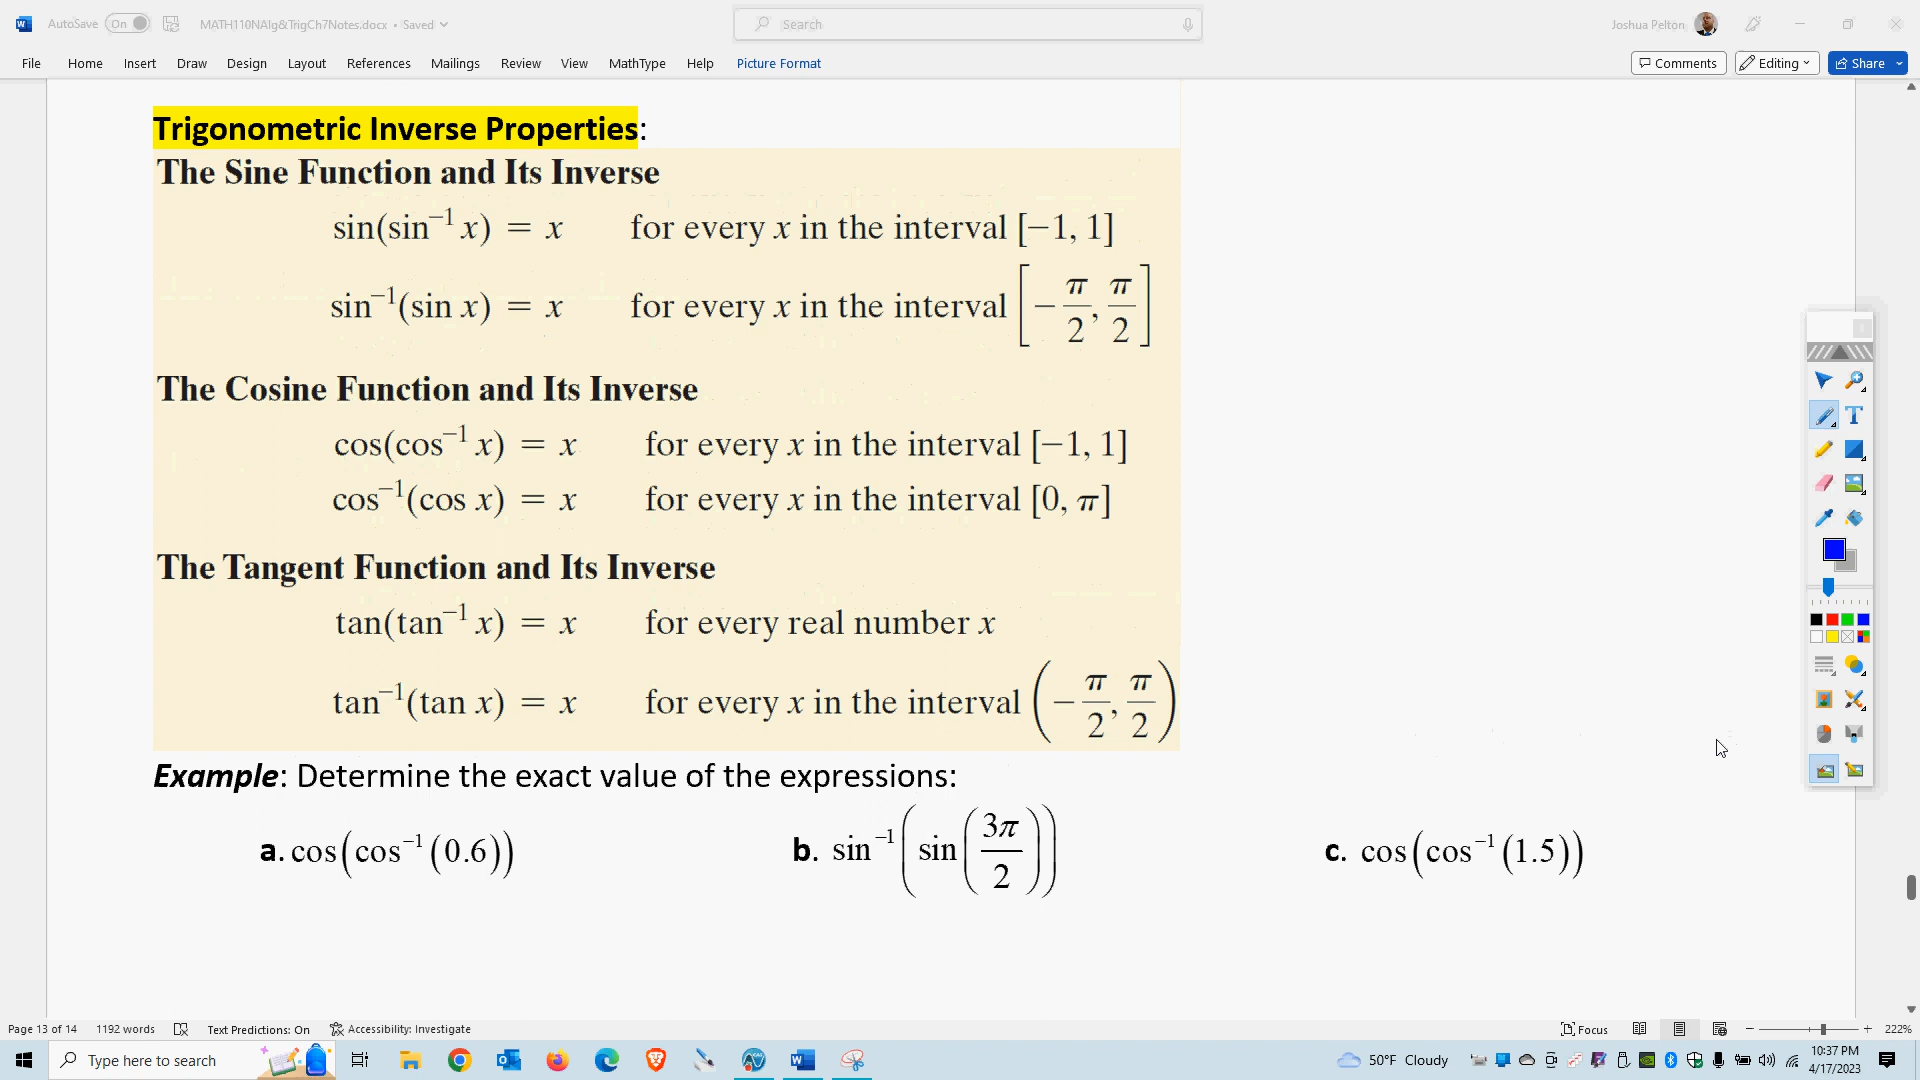 AutoSave On MATH110NAlg&TrigCh7Notes.docx • Saved Search Joshua Pelton
File Home Insert Draw Design Layout References Mailings Review View MathType Help Picture Format Comments Editing Share
Trigonometric Inverse Properties:
The Sine Function and Its Inverse
sin(sin⁻¹ x) = x for every x in the interval [−1, 1]
sin⁻¹(sin x) = x for every x in the interval [−π/2, π/2]
The Cosine Function and Its Inverse
cos(cos⁻¹ x) = x for every x in the interval [−1, 1]
cos⁻¹(cos x) = x for every x in the interval [0, π]
The Tangent Function and Its Inverse
tan(tan⁻¹ x) = x for every real number x
tan⁻¹(tan x) = x for every x in the interval (−π/2, π/2)
Example: Determine the exact value of the expressions:
a. cos(cos⁻¹(0.6)) b. sin⁻¹(sin(3π/2)) c. cos(cos⁻¹(1.5))
Page 13 of 14 1192 words Text Predictions: On Accessibility: Investigate Focus 222%
Type here to search 50°F Cloudy 10:37 PM
4/17/2023